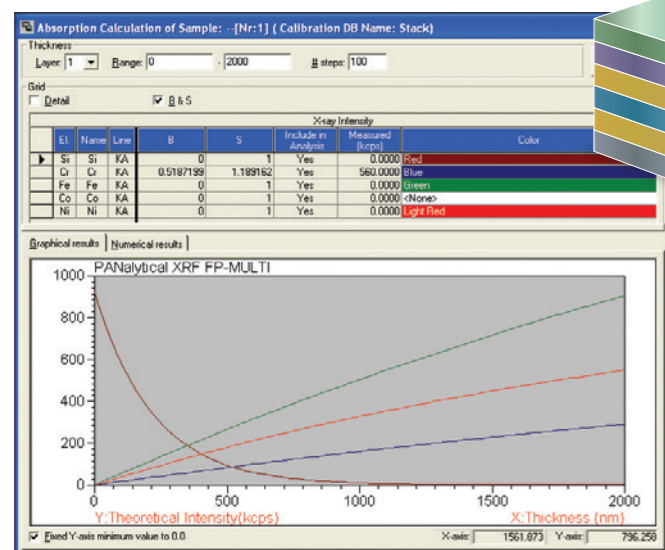 Absorption Calculation of Sample: --[Nr:1] ( Calibration DB Name: Stack)
Thickness
Layer: 1 Range: 0 - 2000 # steps: 100
Grid
Detail B & S
X-ray Intensity
El. Name Line B S Include in Analysis Measured (kcps) Color
Si Si KA 0 1 Yes 0.0000 Red
Cr Cr KA 0.5187199 1.189162 Yes 560.0000 Blue
Fe Fe KA 0 1 Yes 0.0000 Green
Co Co KA 0 1 Yes 0.0000 <None>
Ni Ni KA 0 1 Yes 0.0000 Light Red
Graphical results Numerical results
PANalytical XRF FP-MULTI
1000
800
600
400
200
0
0 500 1000 1500 2000
Y:Theoretical Intensity(kcps) X:Thickness (nm)
Fixed Y-axis minimum value to 0.0 X-axis: 1561.873 Y-axis: 796.258